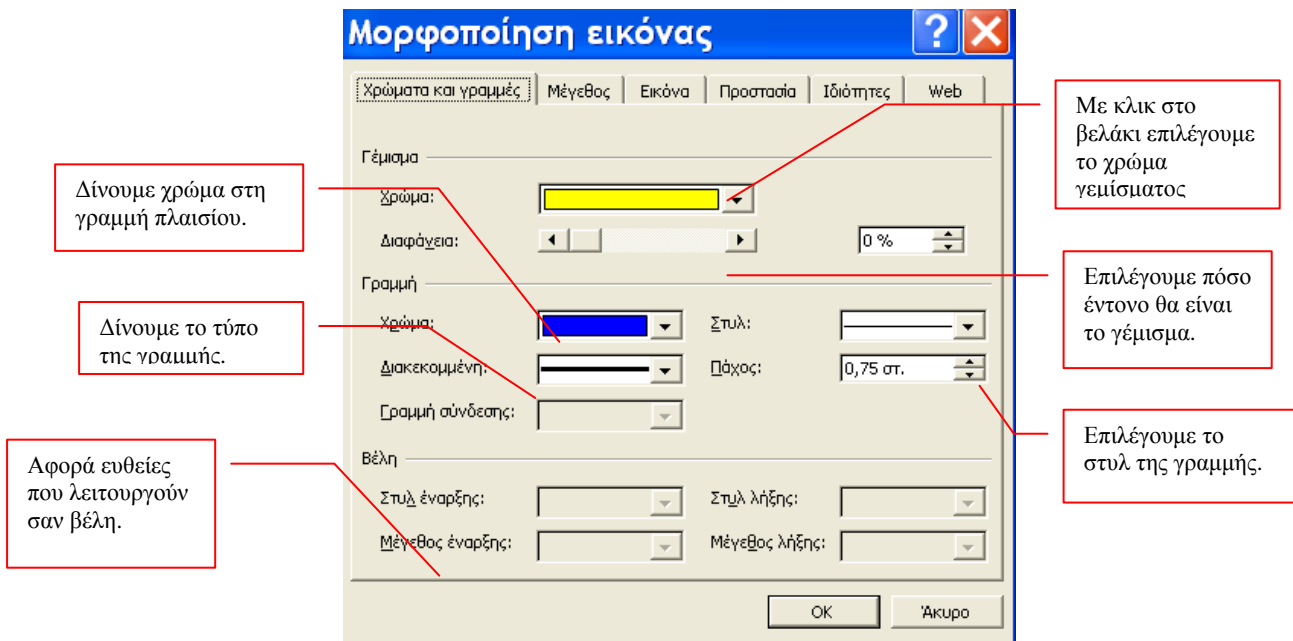 Μορφοποίηση εικόνας
Χρώματα και γραμμές Μέγεθος Εικόνα Προστασία Ιδιότητες Web
Γέμισμα
Χρώμα:
Διαφάνεια: 0 %
Γραμμή
Χρώμα: Στυλ:
Διακεκομμένη: Πάχος: 0,75 στ.
Γραμμή σύνδεσης:
Βέλη
Στυλ έναρξης: Στυλ λήξης:
Μέγεθος έναρξης: Μέγεθος λήξης:
OK Άκυρο
Δίνουμε χρώμα στη
γραμμή πλαισίου.
Δίνουμε το τύπο
της γραμμής.
Αφορά ευθείες
που λειτουργούν
σαν βέλη.
Με κλικ στο
βελάκι επιλέγουμε
το χρώμα
γεμίσματος
Επιλέγουμε πόσο
έντονο θα είναι
το γέμισμα.
Επιλέγουμε το
στυλ της γραμμής.